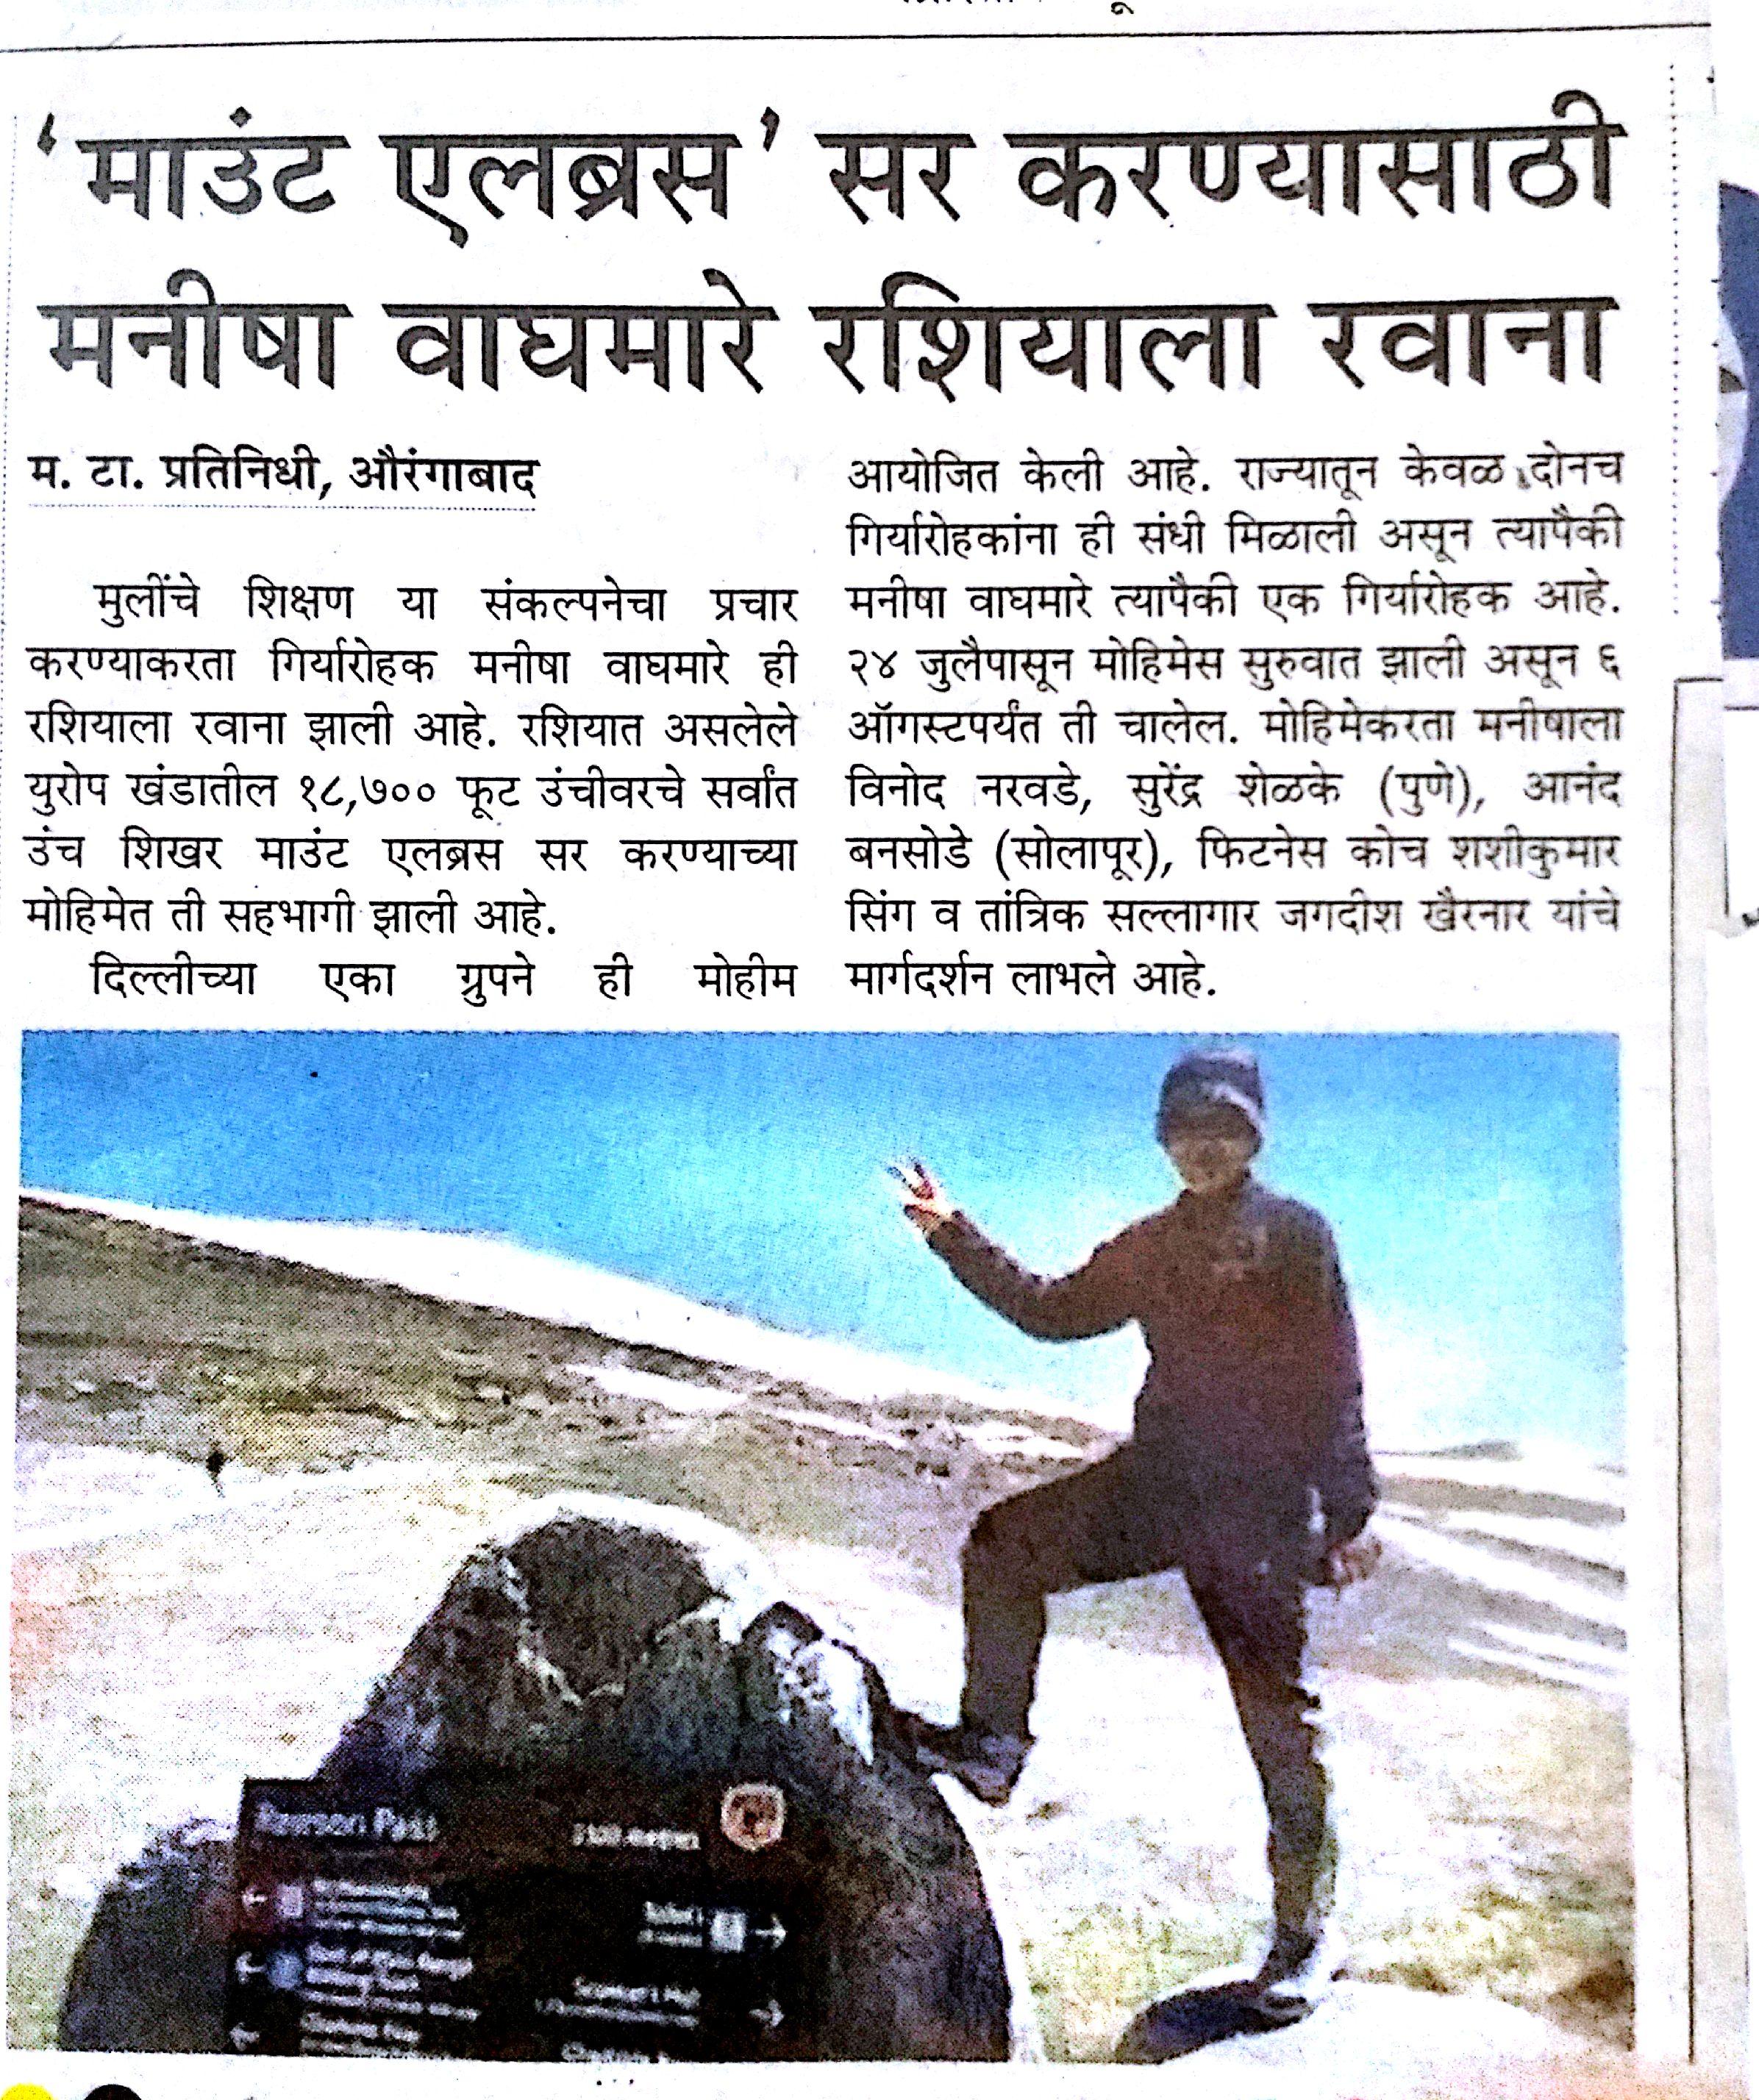 ‘माउंट एलब्रस’ सर करण्यासाठी
मनीषा वाघमारे रशियाला रवाना
म. टा. प्रतिनिधी, औरंगाबाद
मुलींचे शिक्षण या संकल्पनेचा प्रचार
करण्याकरता गिर्यारोहक मनीषा वाघमारे ही
रशियाला रवाना झाली आहे. रशियात असलेले
युरोप खंडातील १८,७०० फूट उंचीवरचे सर्वांत
उंच शिखर माउंट एलब्रस सर करण्याच्या
मोहिमेत ती सहभागी झाली आहे.
दिल्लीच्या एका ग्रुपने ही मोहीम
आयोजित केली आहे. राज्यातून केवळ दोनच
गिर्यारोहकांना ही संधी मिळाली असून त्यापैकी
मनीषा वाघमारे त्यापैकी एक गिर्यारोहक आहे.
२४ जुलैपासून मोहिमेस सुरुवात झाली असून ६
ऑगस्टपर्यंत ती चालेल. मोहिमेकरता मनीषाला
विनोद नरवडे, सुरेंद्र शेळके (पुणे), आनंद
बनसोडे (सोलापूर), फिटनेस कोच शशीकुमार
सिंग व तांत्रिक सल्लागार जगदीश खैरनार यांचे
मार्गदर्शन लाभले आहे.
Pass